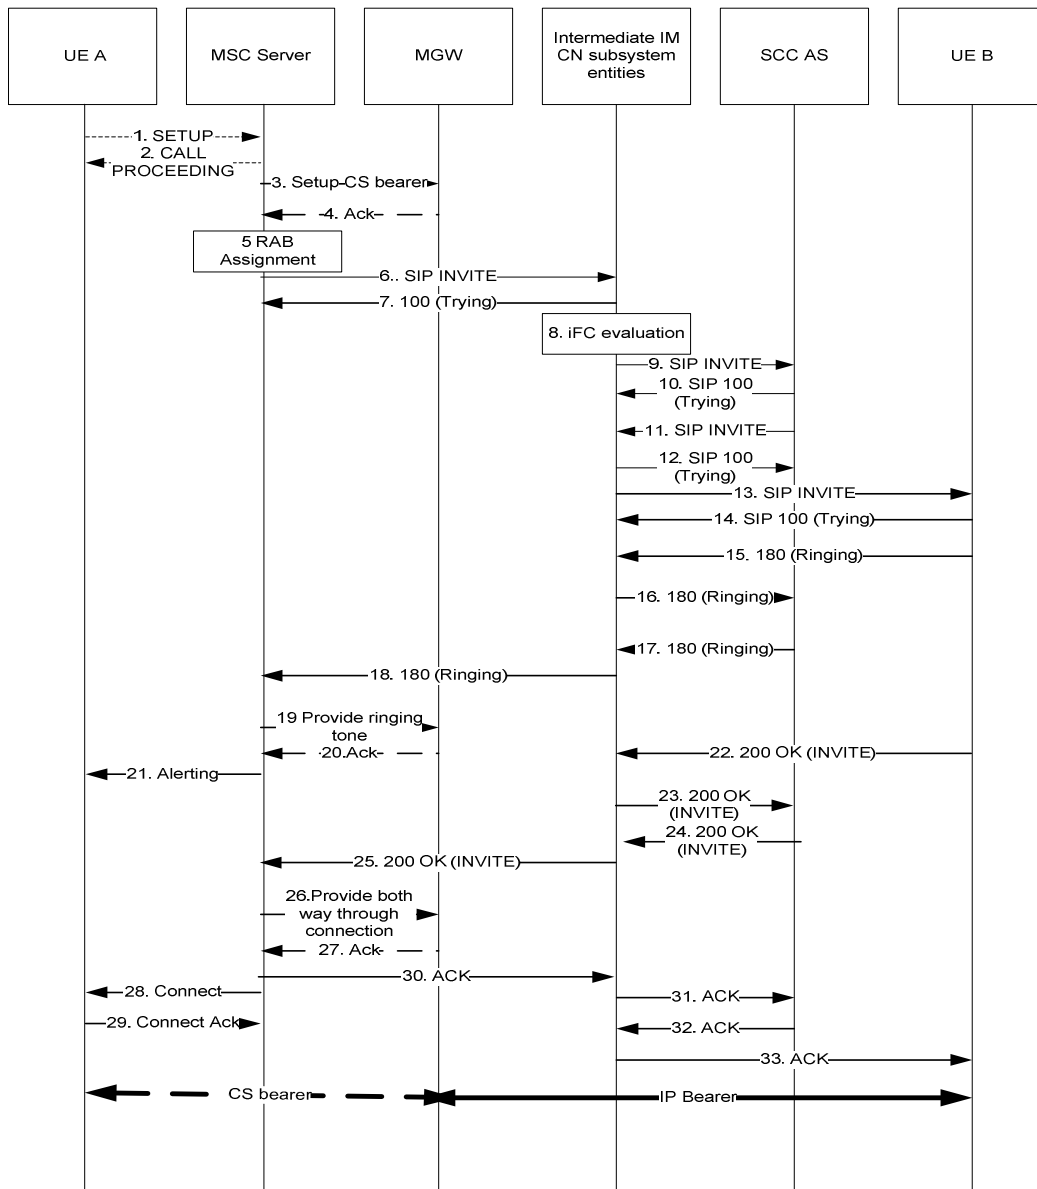 UE A
MSC Server
MGW
Intermediate IM
CN subsystem
entities
SCC AS
UE B
1. SETUP
2. CALL
PROCEEDING
3. Setup CS bearer
4. Ack
5 RAB
Assignment
6.. SIP INVITE
7. 100 (Trying)
8. iFC evaluation
9. SIP INVITE
10. SIP 100
(Trying)
11. SIP INVITE
12. SIP 100
(Trying)
13. SIP INVITE
14. SIP 100 (Trying)
15. 180 (Ringing)
16. 180 (Ringing)
17. 180 (Ringing)
18. 180 (Ringing)
19 Provide ringing
tone
20.Ack
22. 200 OK (INVITE)
21. Alerting
23. 200 OK
(INVITE)
24. 200 OK
(INVITE)
25. 200 OK (INVITE)
26.Provide both
way through
connection
27. Ack
30. ACK
28. Connect
31. ACK
29. Connect Ack
32. ACK
33. ACK
CS bearer
IP Bearer